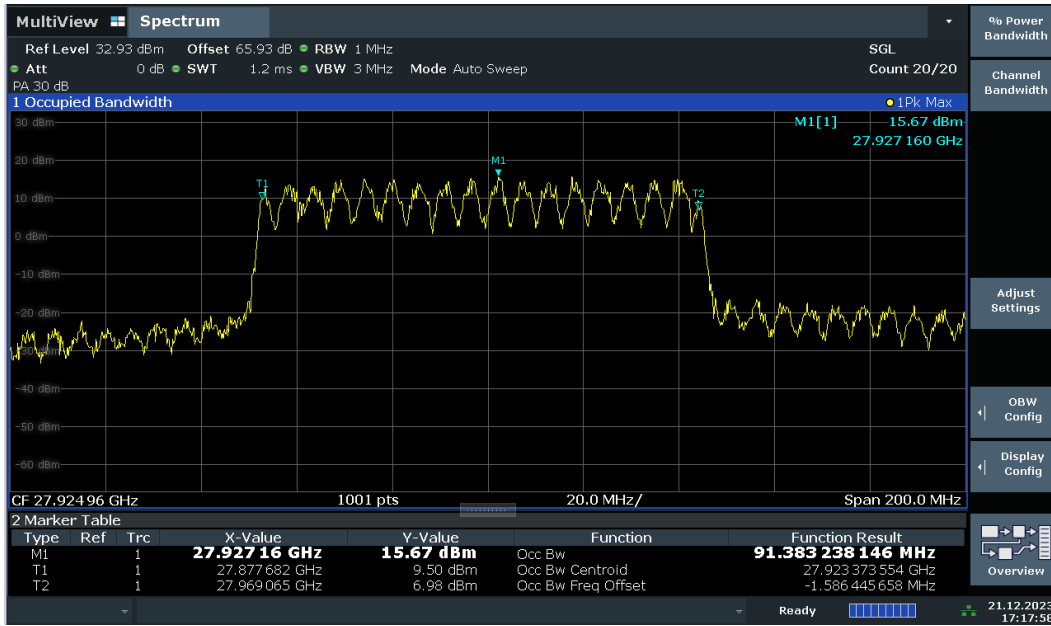 MultiView Spectrum
Ref Level 32.93 dBm Offset 65.93 dB RBW 1 MHz SGL
Att 0 dB SWT 1.2 ms VBW 3 MHz Mode Auto Sweep Count 20/20
PA 30 dB
1 Occupied Bandwidth 1Pk Max
30 dBm M1[1] 15.67 dBm
27.927 160 GHz
20 dBm M1
T1 T2
10 dBm
0 dBm
-10 dBm
-20 dBm
-30 dBm
-40 dBm
-50 dBm
-60 dBm
CF 27.92496 GHz 1001 pts 20.0 MHz/ Span 200.0 MHz
2 Marker Table
Type Ref Trc X-Value Y-Value Function Function Result
M1 1 27.92716 GHz 15.67 dBm Occ Bw 91.383 238 146 MHz
T1 1 27.877682 GHz 9.50 dBm Occ Bw Centroid 27.923 373 554 GHz
T2 1 27.969065 GHz 6.98 dBm Occ Bw Freq Offset -1.586 445 658 MHz
Ready 21.12.2023
17:17:58
% Power
Bandwidth
Channel
Bandwidth
Adjust
Settings
OBW
Config
Display
Config
Overview